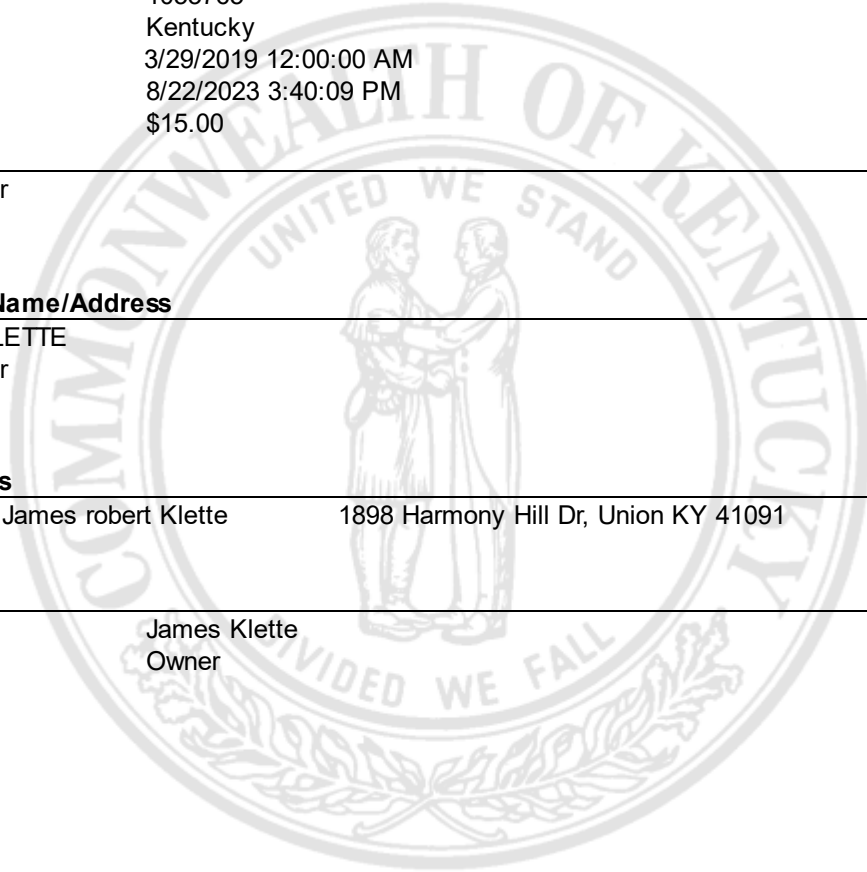 Kentucky
3/29/2019 12:00:00 AM
8/22/2023 3:40:09 PM
$15.00
r
Name/Address
LETTE
r
s
James robert Klette 1898 Harmony Hill Dr, Union KY 41091
James Klette
Owner
COMMONWEALTH OF KENTUCKY
UNITED WE STAND
DIVIDED WE FALL